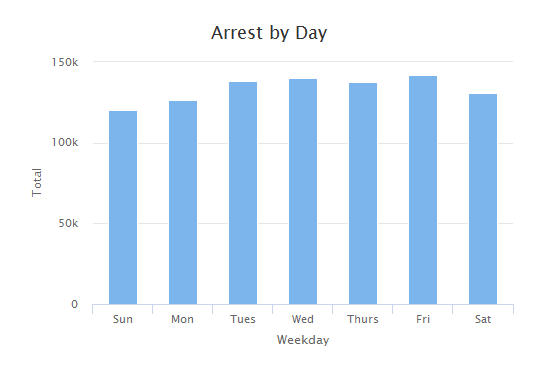 Arrest by Day
150k
100k
50k
0
Total
Sun Mon Tues Wed Thurs Fri Sat
Weekday